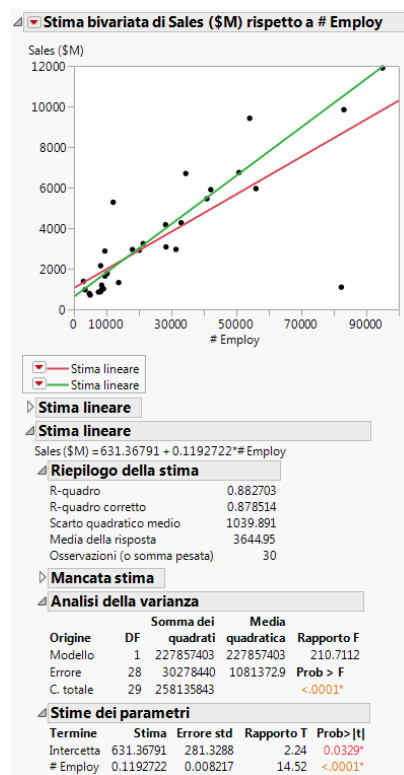 Stima bivariata di Sales ($M) rispetto a # Employ
Sales ($M)
12000
10000
8000
6000
4000
2000
0
0 10000 30000 50000 70000 90000
# Employ
Stima lineare
Stima lineare
Stima lineare
Stima lineare
Sales ($M) = 631.36791 + 0.1192722*# Employ
Riepilogo della stima
R-quadro 0.882703
R-quadro corretto 0.878514
Scarto quadratico medio 1039.891
Media della risposta 3644.95
Osservazioni (o somma pesata) 30
Mancata stima
Analisi della varianza
Somma dei Media
Origine DF quadrati quadratica Rapporto F
Modello 1 227857403 227857403 210.7112
Errore 28 30278440 1081372.9 Prob > F
C. totale 29 258135843 <.0001*
Stime dei parametri
Termine Stima Errore std Rapporto T Prob>|t|
Intercetta 631.36791 281.3288 2.24 0.0329*
# Employ 0.1192722 0.008217 14.52 <.0001*